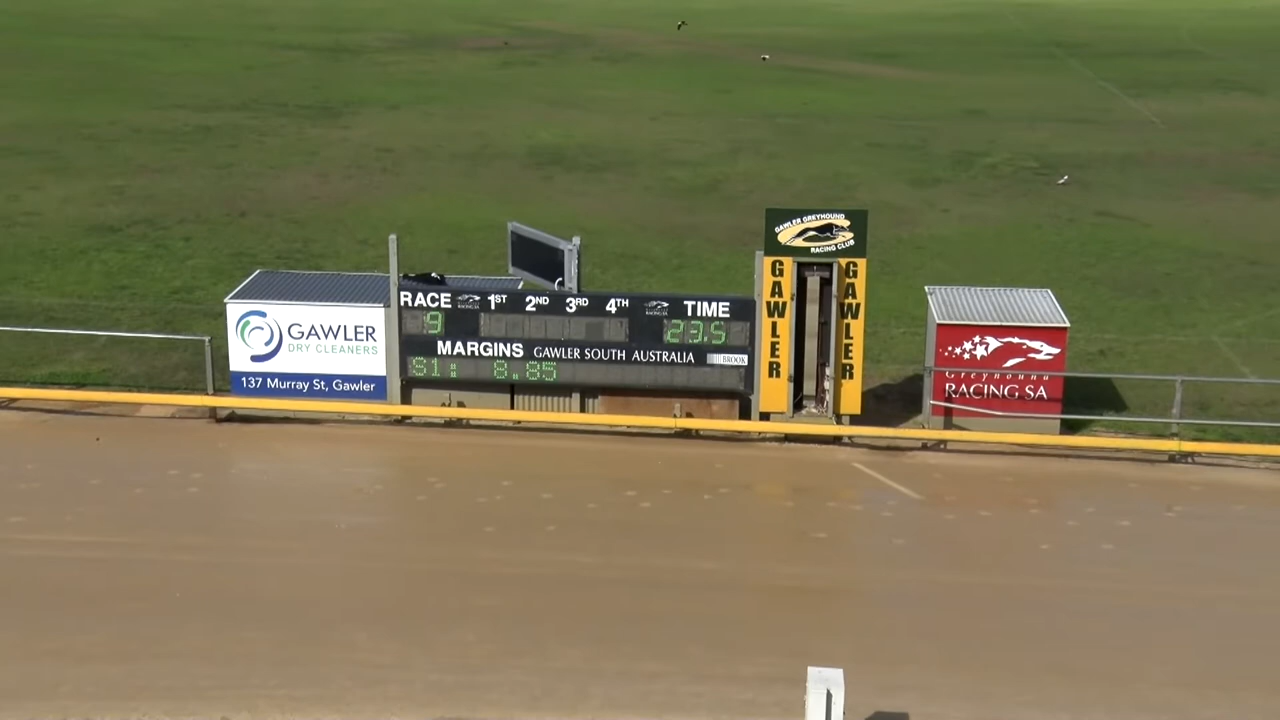 GAWLER GREYHOUND
RACING CLUB
GAWLER
GAWLER
GAWLER
DRY CLEANERS
137 Murray St, Gawler
RACE 1ST 2ND 3RD 4TH TIME
9 23.5
MARGINS GAWLER SOUTH AUSTRALIA BROOK
S1: 8.85
Greyhound
RACING SA